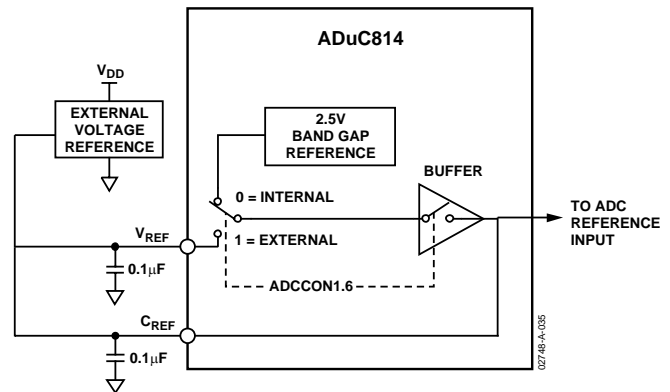 ADuC814
VDD
EXTERNAL
VOLTAGE
REFERENCE
2.5V
BAND GAP
REFERENCE
BUFFER
0 = INTERNAL
TO ADC
REFERENCE
INPUT
VREF
1 = EXTERNAL
0.1μF
ADCCON1.6
CREF
0.1μF
02748-A-035